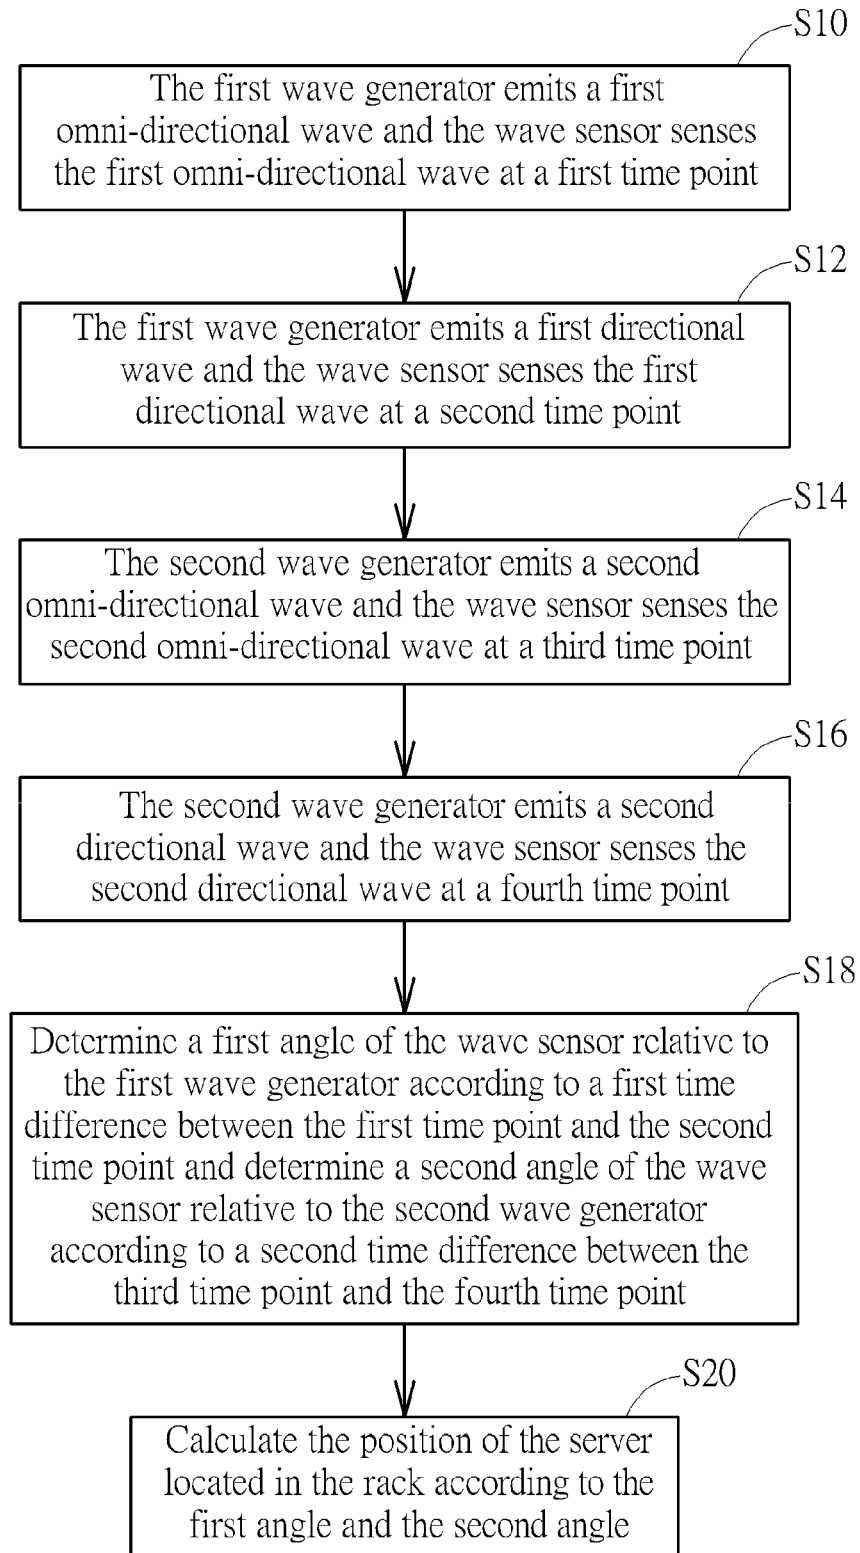 S10
The first wave generator emits a first
omni-directional wave and the wave sensor senses
the first omni-directional wave at a first time point
S12
The first wave generator emits a first directional
wave and the wave sensor senses the first
directional wave at a second time point
S14
The second wave generator emits a second
omni-directional wave and the wave sensor senses the
second omni-directional wave at a third time point
S16
The second wave generator emits a second
directional wave and the wave sensor senses the
second directional wave at a fourth time point
S18
Determine a first angle of the wave sensor relative to
the first wave generator according to a first time
difference between the first time point and the second
time point and determine a second angle of the wave
sensor relative to the second wave generator
according to a second time difference between the
third time point and the fourth time point
S20
Calculate the position of the server
located in the rack according to the
first angle and the second angle